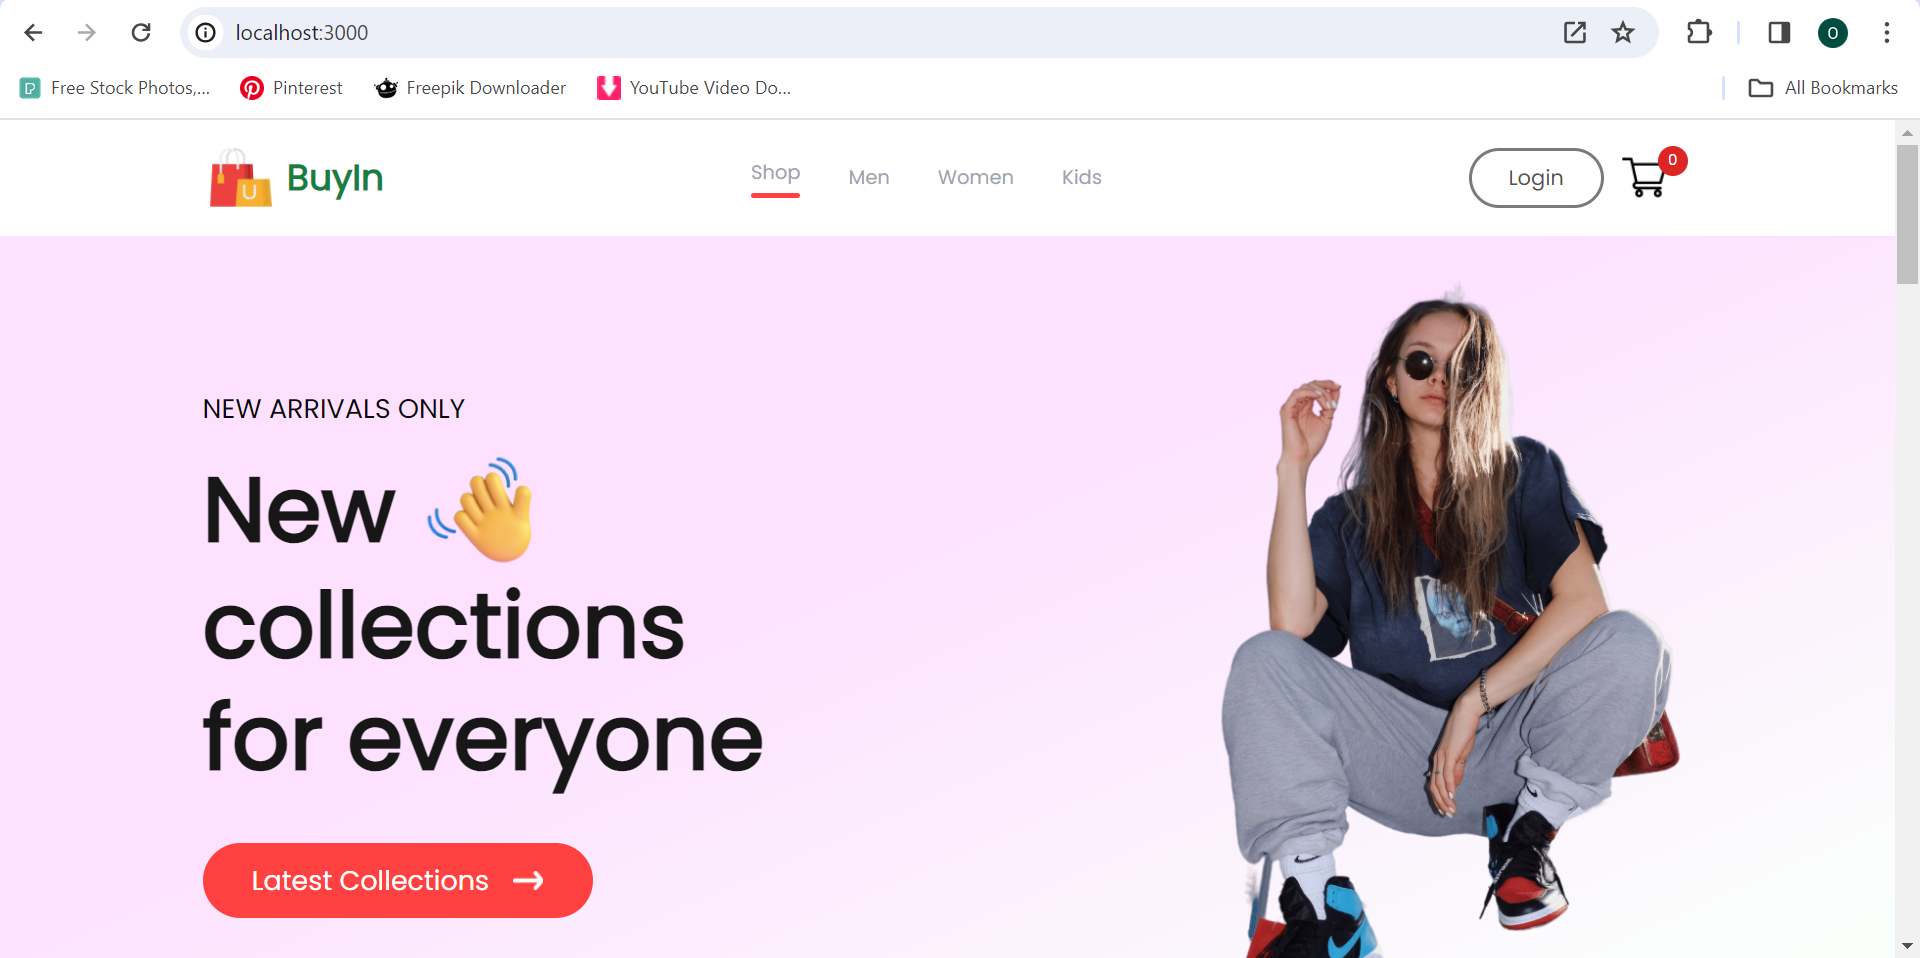 localhost:3000
Free Stock Photos,...
Pinterest
Freepik Downloader
YouTube Video Do...
All Bookmarks
O
U
BuyIn
Shop
Men
Women
Kids
Login
0
NEW ARRIVALS ONLY
New
collections
for everyone
Latest Collections